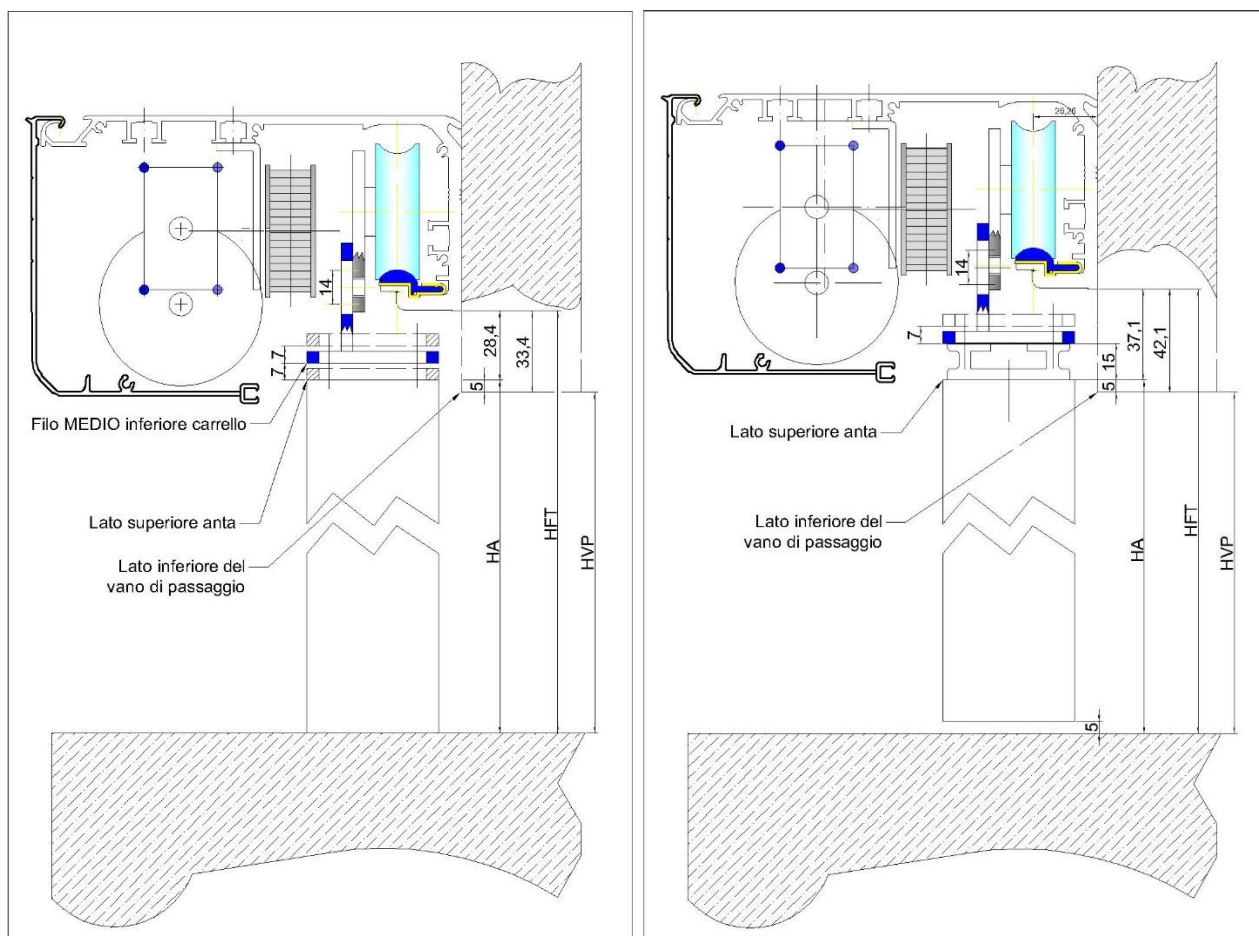 14
7
7
28,4
33,4
5
Filo MEDIO inferiore carrello
Lato superiore anta
Lato inferiore del
vano di passaggio
HA
HFT
HVP
26,26
14
7
15
37,1
42,1
5
Lato superiore anta
Lato inferiore del
vano di passaggio
HA
HFT
HVP
5